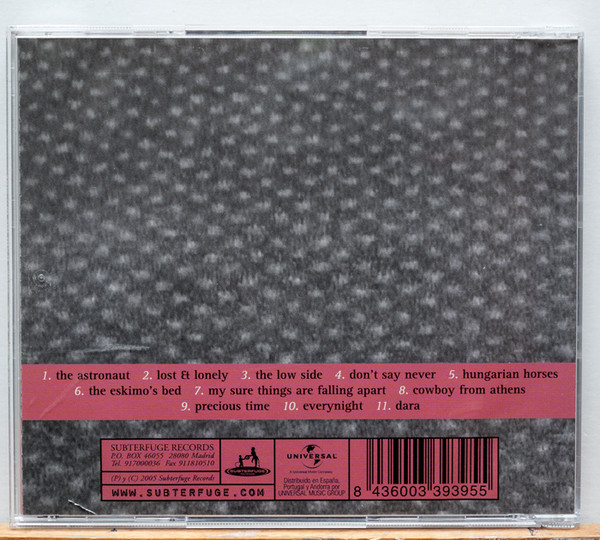 1. the astronaut 2. lost & lonely 3. the low side 4. don't say never 5. hungarian horses
6. the eskimo's bed 7. my sure things are falling apart 8. cowboy from athens
9. precious time 10. everynight 11. dara
SUBTERFUGE RECORDS
P.O. BOX 46055 28080 Madrid
Tel. 917000036 Fax 911810510
(P) y (C) 2005 Subterfuge Records
WWW.SUBTERFUGE.COM
SUBTERFUGE
UNIVERSAL
A Universal Music Company
Distribuido en España,
Portugal y Andorra por
UNIVERSAL MUSIC GROUP
8 436003 393955